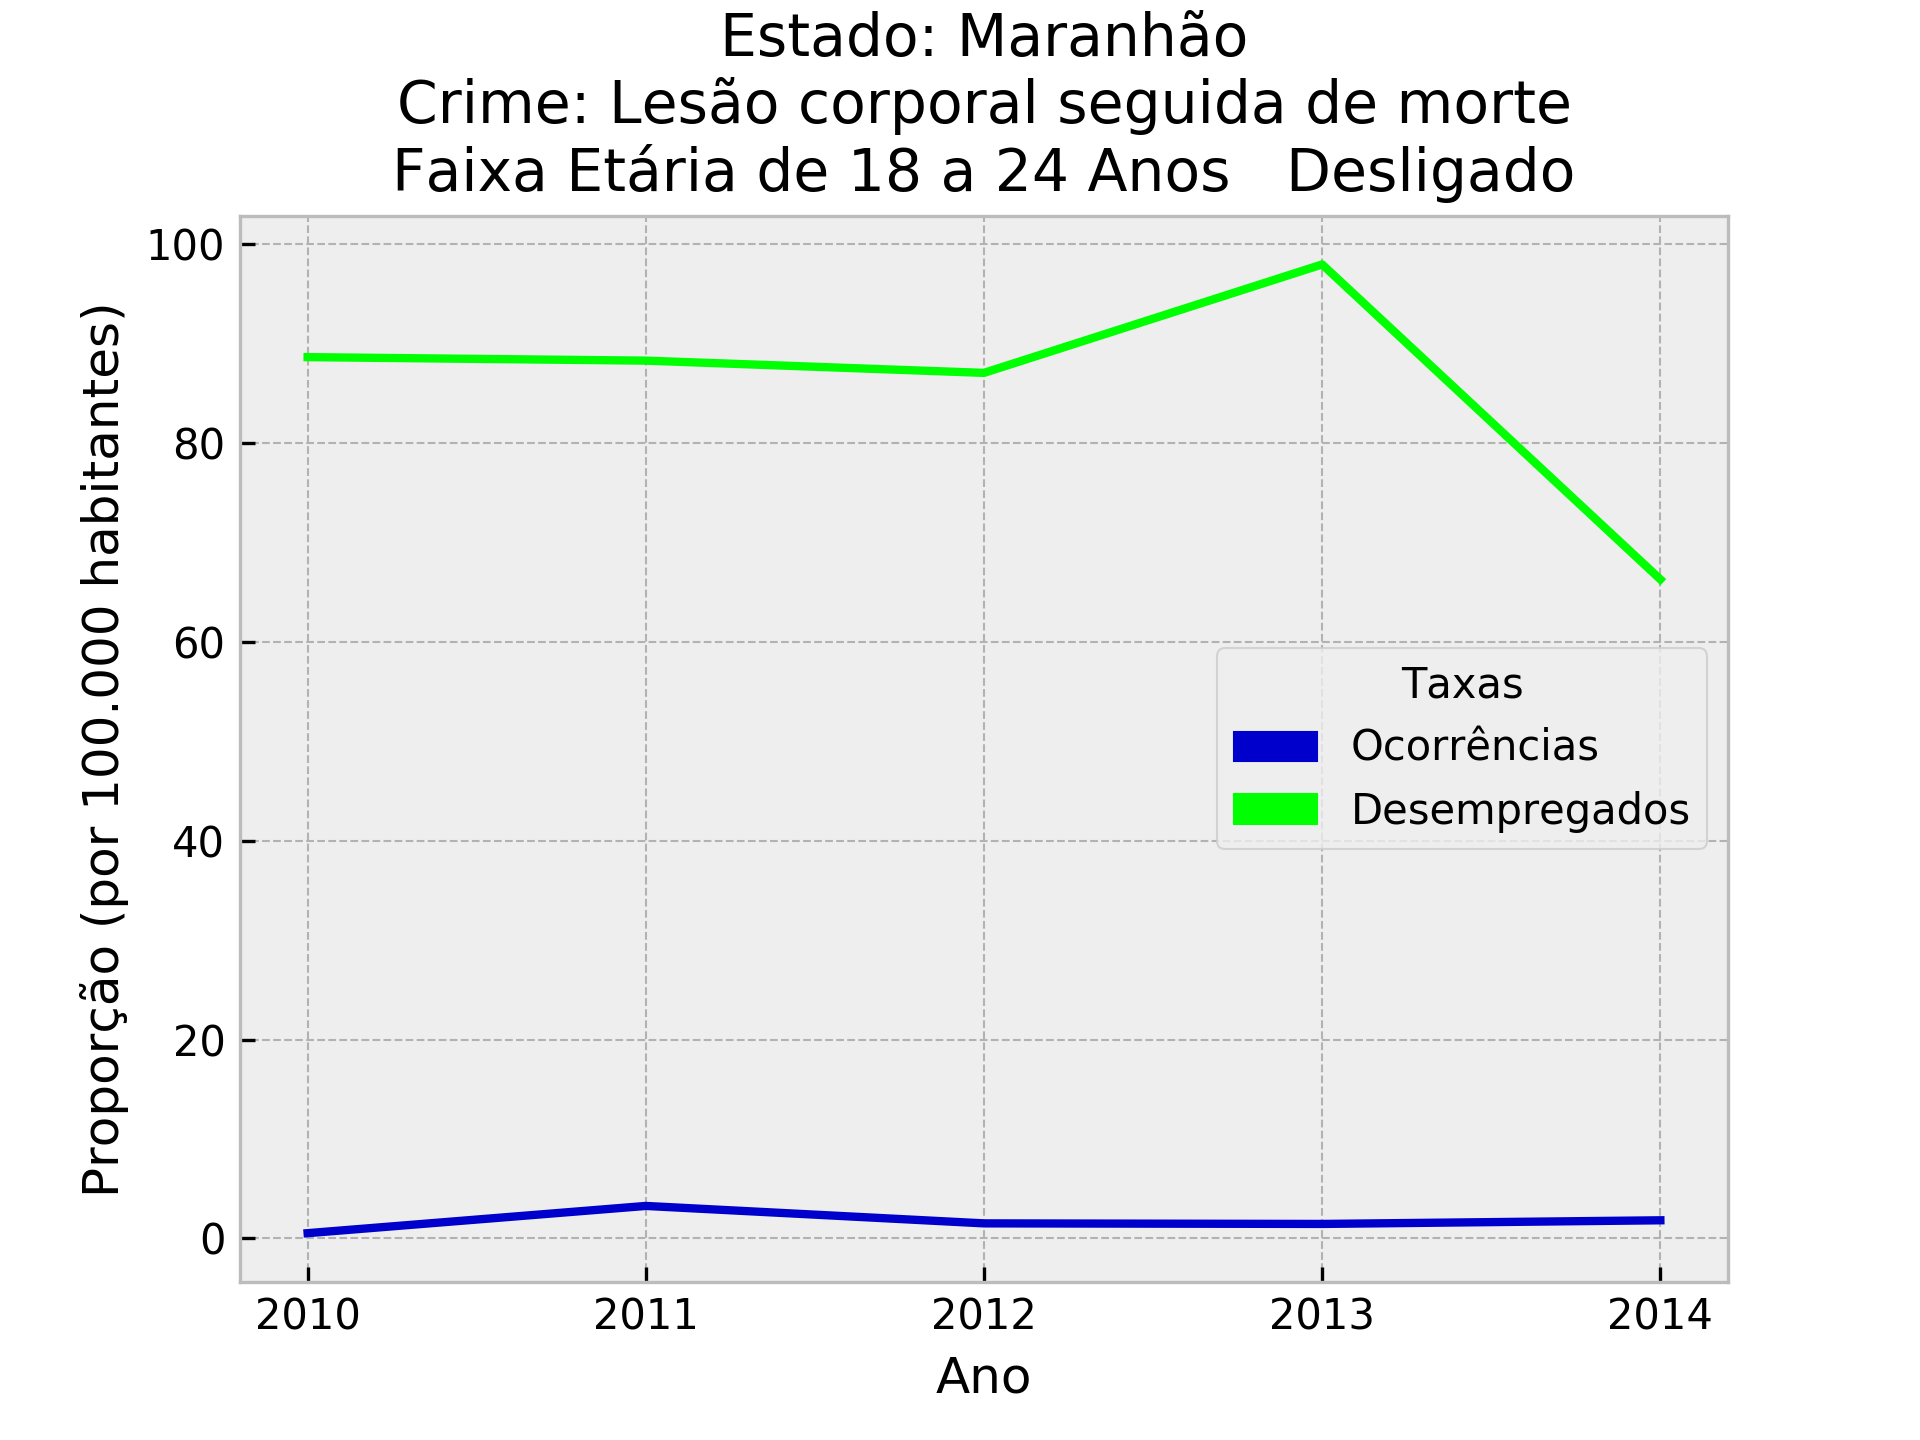 Estado: Maranhão
Crime: Lesão corporal seguida de morte
Faixa Etária de 18 a 24 Anos   Desligado
Proporção (por 100.000 habitantes)
100
80
60
40
20
0
Taxas
Ocorrências
Desempregados
2010
2011
2012
2013
2014
Ano